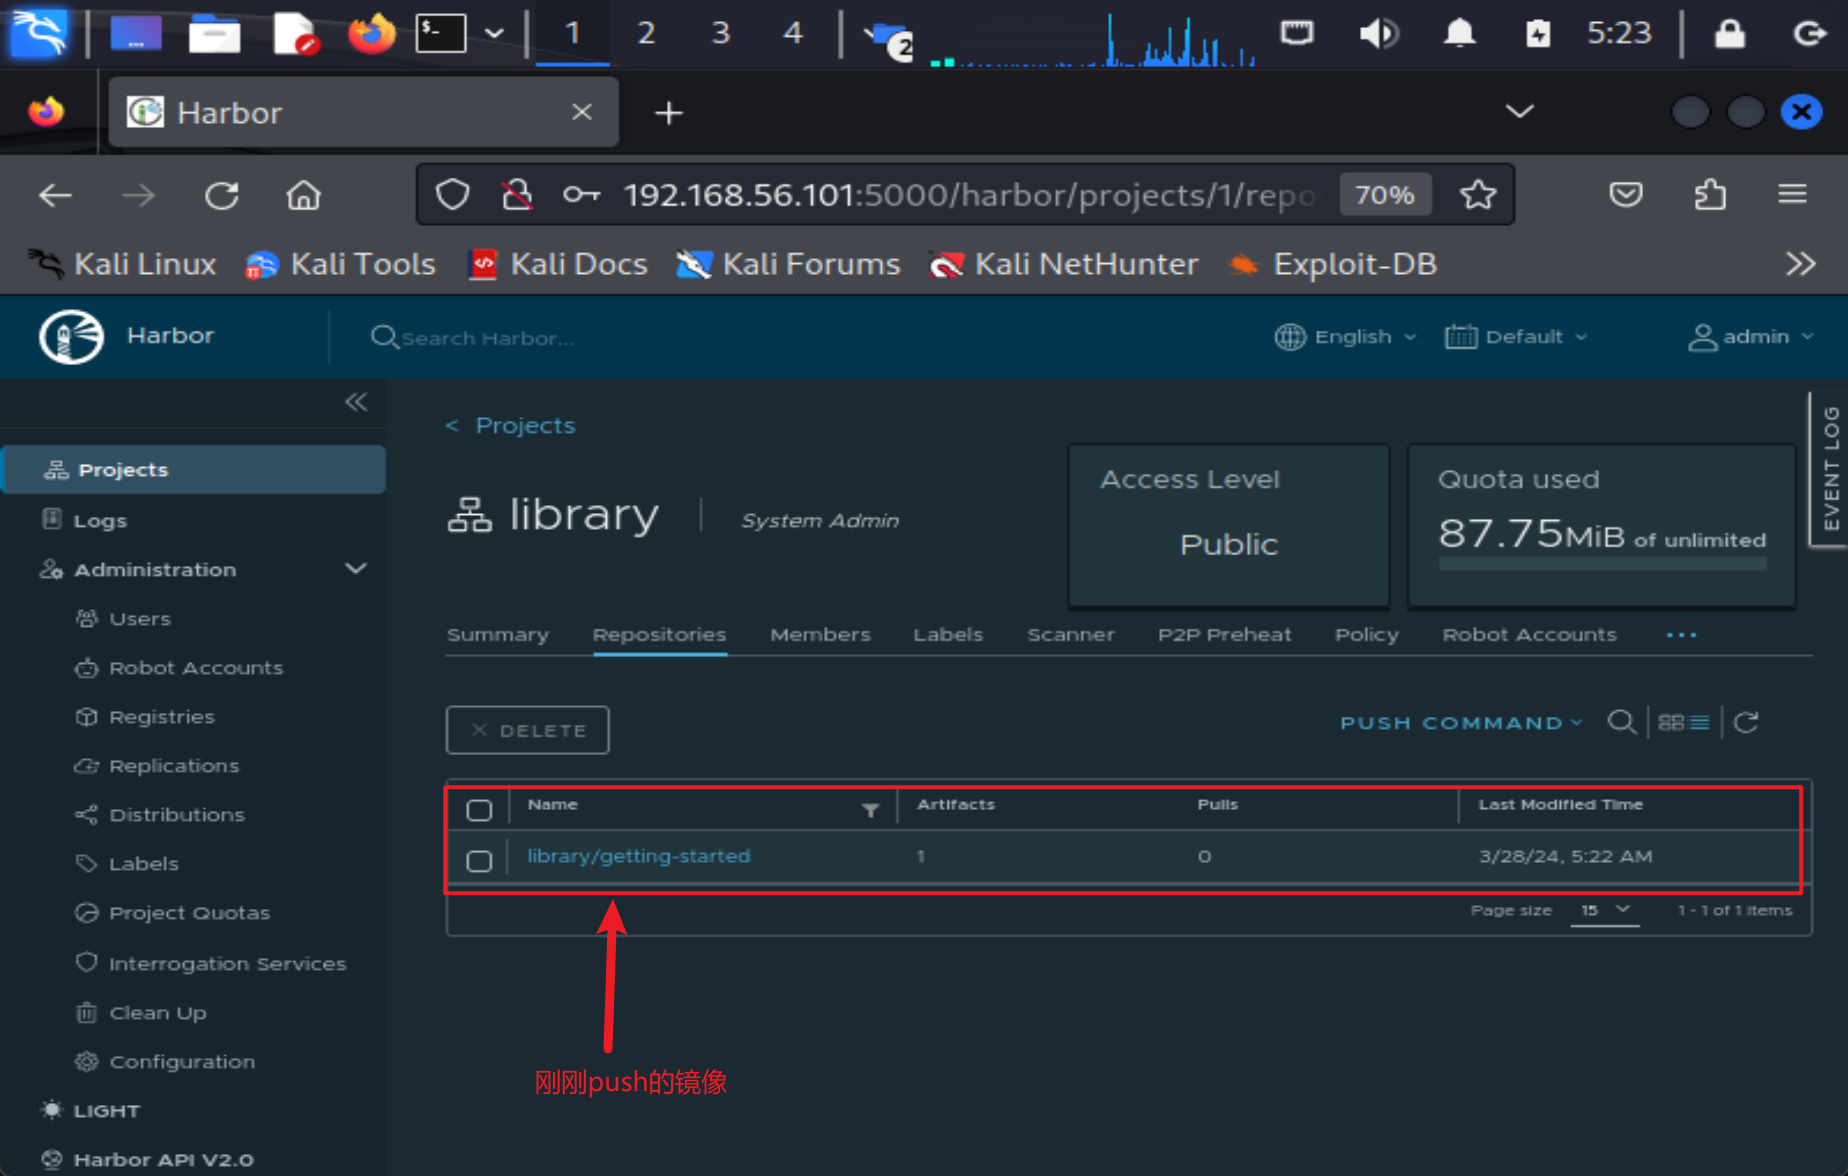 $-
1
2
3
4
2
5:23
Harbor
192.168.56.101:5000/harbor/projects/1/repo
70%
Kali Linux
Kali Tools
Kali Docs
Kali Forums
Kali NetHunter
Exploit-DB
Harbor
Search Harbor...
English
Default
admin
EVENT LOG
Projects
Logs
Administration
Users
Robot Accounts
Registries
Replications
Distributions
Labels
Project Quotas
Interrogation Services
Clean Up
Configuration
LIGHT
Harbor API V2.0
< Projects
library
System Admin
Access Level
Public
Quota used
87.75MiB of unlimited
Summary
Repositories
Members
Labels
Scanner
P2P Preheat
Policy
Robot Accounts
...
DELETE
PUSH COMMAND
Name
Artifacts
Pulls
Last Modified Time
library/getting-started
1
0
3/28/24, 5:22 AM
Page size
15
1 - 1 of 1 items
刚刚push的镜像